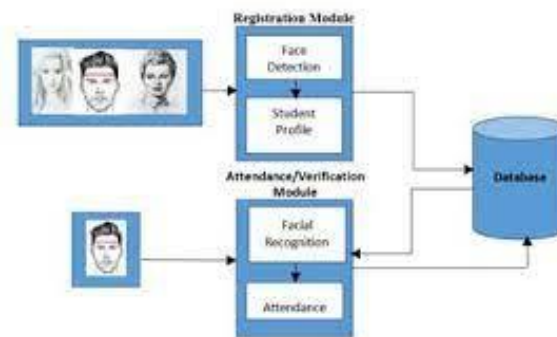 Registration Module
Face
Detection
Student
Profile
Attendance/Verification
Module
Facial
Recognition
Attendance
Database